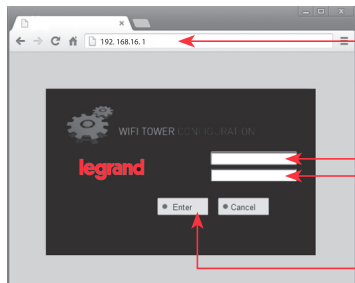 192. 168.16. 1
WIFI TOWER CONFIGURATION
legrand
Enter
Cancel